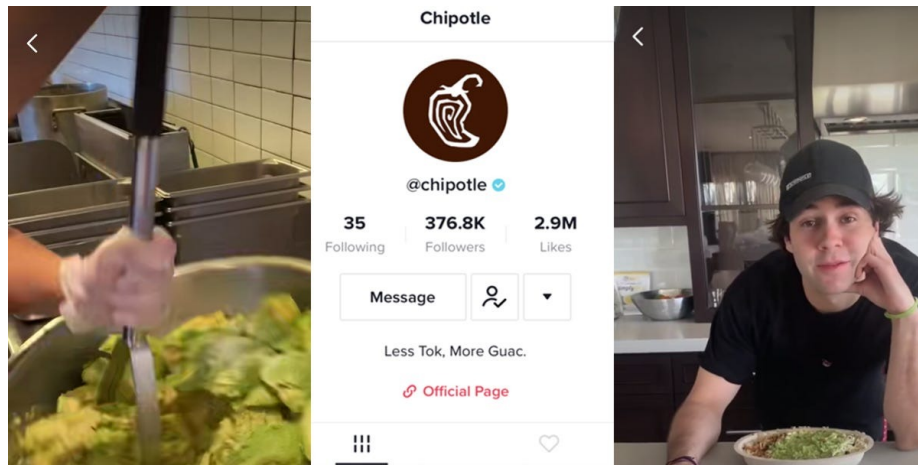 Chipotle
@chipotle
35 376.8K 2.9M
Following Followers Likes
Message
Less Tok, More Guac.
Official Page